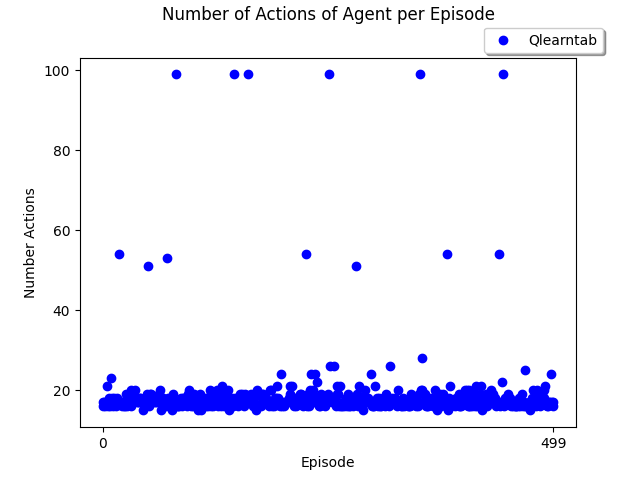 Number of Actions of Agent per Episode
Qlearntab
100
80
60
40
20
Number Actions
0
499
Episode